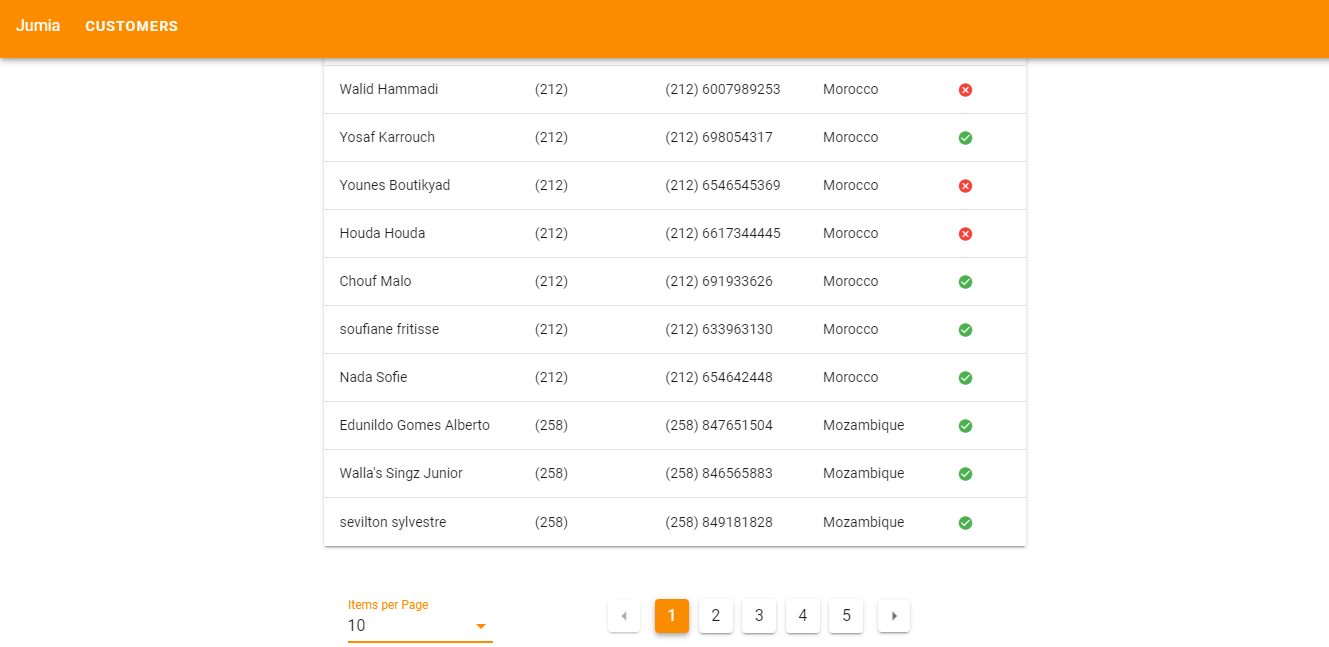 Jumia CUSTOMERS
Walid Hammadi (212) (212) 6007989253 Morocco
Yosaf Karrouch (212) (212) 698054317 Morocco
Younes Boutikyad (212) (212) 6546545369 Morocco
Houda Houda (212) (212) 6617344445 Morocco
Chouf Malo (212) (212) 691933626 Morocco
soufiane fritisse (212) (212) 633963130 Morocco
Nada Sofie (212) (212) 654642448 Morocco
Edunildo Gomes Alberto (258) (258) 847651504 Mozambique
Walla's Singz Junior (258) (258) 846565883 Mozambique
sevilton sylvestre (258) (258) 849181828 Mozambique
Items per Page
10 1 2 3 4 5